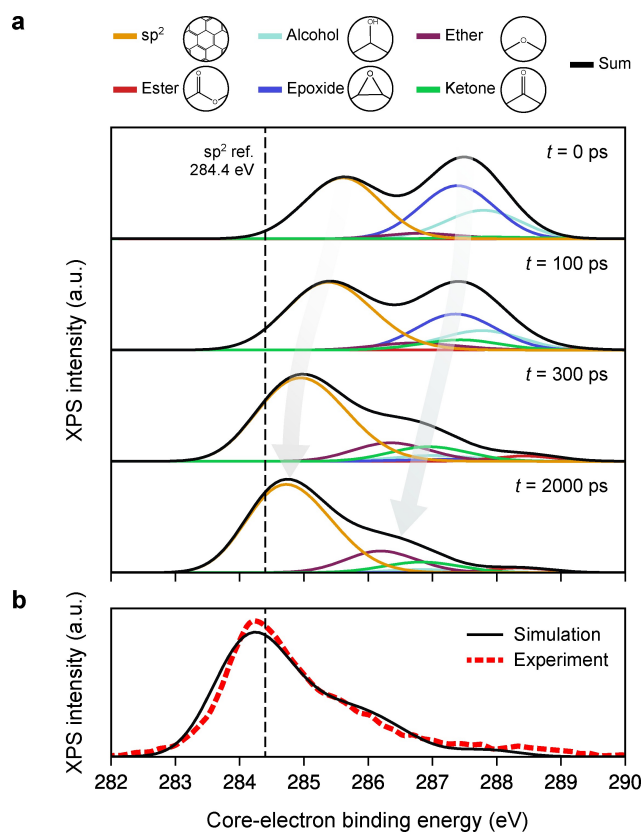 a
sp² Alcohol Ether
OH
O
Sum
Ester Epoxide Ketone
O
O
O
O
sp² ref.
284.4 eV
t = 0 ps
t = 100 ps
t = 300 ps
t = 2000 ps
XPS intensity (a.u.)
b
Simulation
Experiment
XPS intensity (a.u.)
282 283 284 285 286 287 288 289 290
Core-electron binding energy (eV)